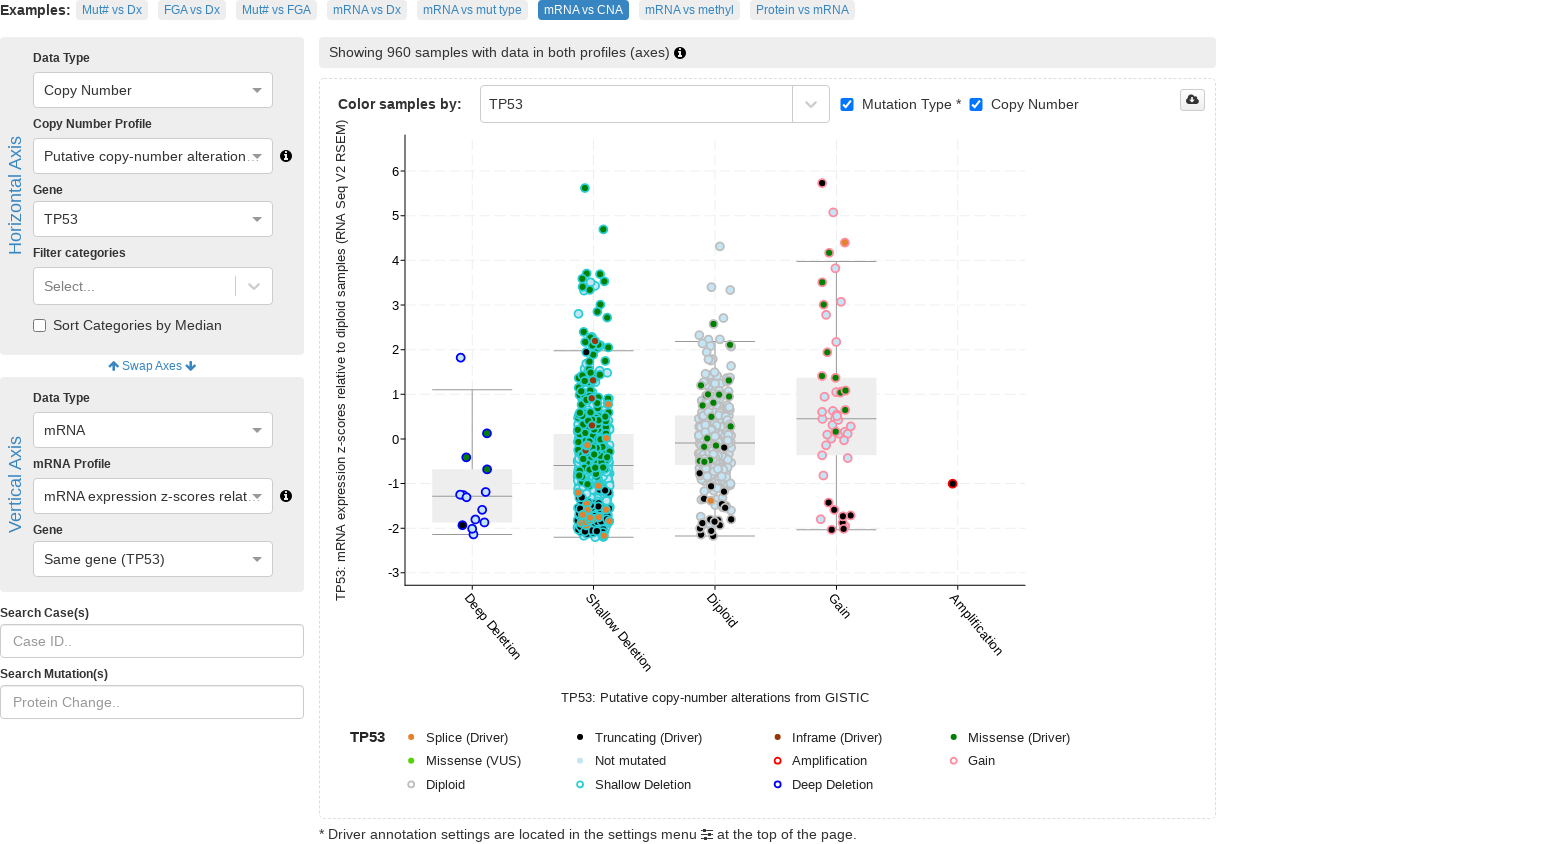 Examples: Mut# vs Dx FGA vs Dx Mut# vs FGA mRNA vs Dx mRNA vs mut type mRNA vs CNA mRNA vs methyl Protein vs mRNA
Horizontal Axis
Data Type
Copy Number
Copy Number Profile
Putative copy-number alteration...
Gene
TP53
Filter categories
Select...
Sort Categories by Median
Swap Axes
Vertical Axis
Data Type
mRNA
mRNA Profile
mRNA expression z-scores relat...
Gene
Same gene (TP53)
Search Case(s)
Case ID..
Search Mutation(s)
Protein Change..
Showing 960 samples with data in both profiles (axes)
Color samples by: TP53 Mutation Type * Copy Number
TP53: mRNA expression z-scores relative to diploid samples (RNA Seq V2 RSEM)
6
5
4
3
2
1
0
-1
-2
-3
Deep Deletion
Shallow Deletion
Diploid
Gain
Amplification
TP53: Putative copy-number alterations from GISTIC
TP53 Splice (Driver) Truncating (Driver) Inframe (Driver) Missense (Driver)
Missense (VUS) Not mutated Amplification Gain
Diploid Shallow Deletion Deep Deletion
* Driver annotation settings are located in the settings menu at the top of the page.